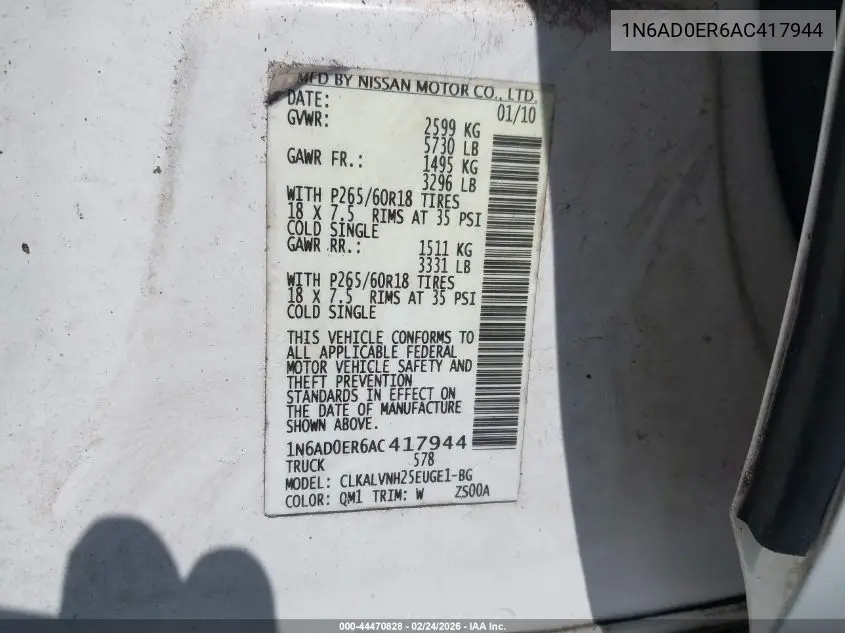 1N6AD0ER6AC417944
MFD BY NISSAN MOTOR CO., LTD.
DATE: 01/10
GVWR: 2599 KG
5730 LB
GAWR FR.: 1495 KG
3296 LB
WITH P265/60R18 TIRES
18 X 7.5 RIMS AT 35 PSI
COLD SINGLE
GAWR RR.: 1511 KG
3331 LB
WITH P265/60R18 TIRES
18 X 7.5 RIMS AT 35 PSI
COLD SINGLE
THIS VEHICLE CONFORMS TO
ALL APPLICABLE FEDERAL
MOTOR VEHICLE SAFETY AND
THEFT PREVENTION
STANDARDS IN EFFECT ON
THE DATE OF MANUFACTURE
SHOWN ABOVE.
1N6AD0ER6AC417944
TRUCK 578
MODEL: CLKALVNH25EUGE1-BG
COLOR: QM1 TRIM: W ZS00A
000-44470828 - 02/24/2026 - IAA Inc.